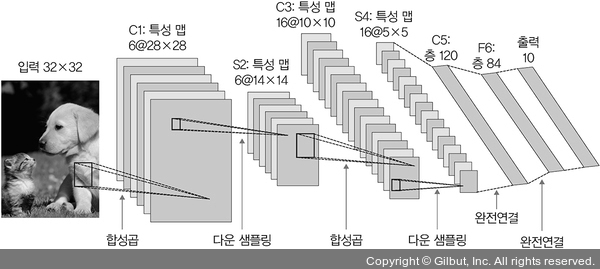 입력 32×32
C1: 특성 맵
6@28×28
S2: 특성 맵
6@14×14
C3: 특성 맵
16@10×10
S4: 특성 맵
16@5×5
C5:
층 120
F6:
층 84
출력
10
합성곱
다운 샘플링
합성곱
다운 샘플링
완전연결
완전연결
Copyright © Gilbut, Inc. All rights reserved.